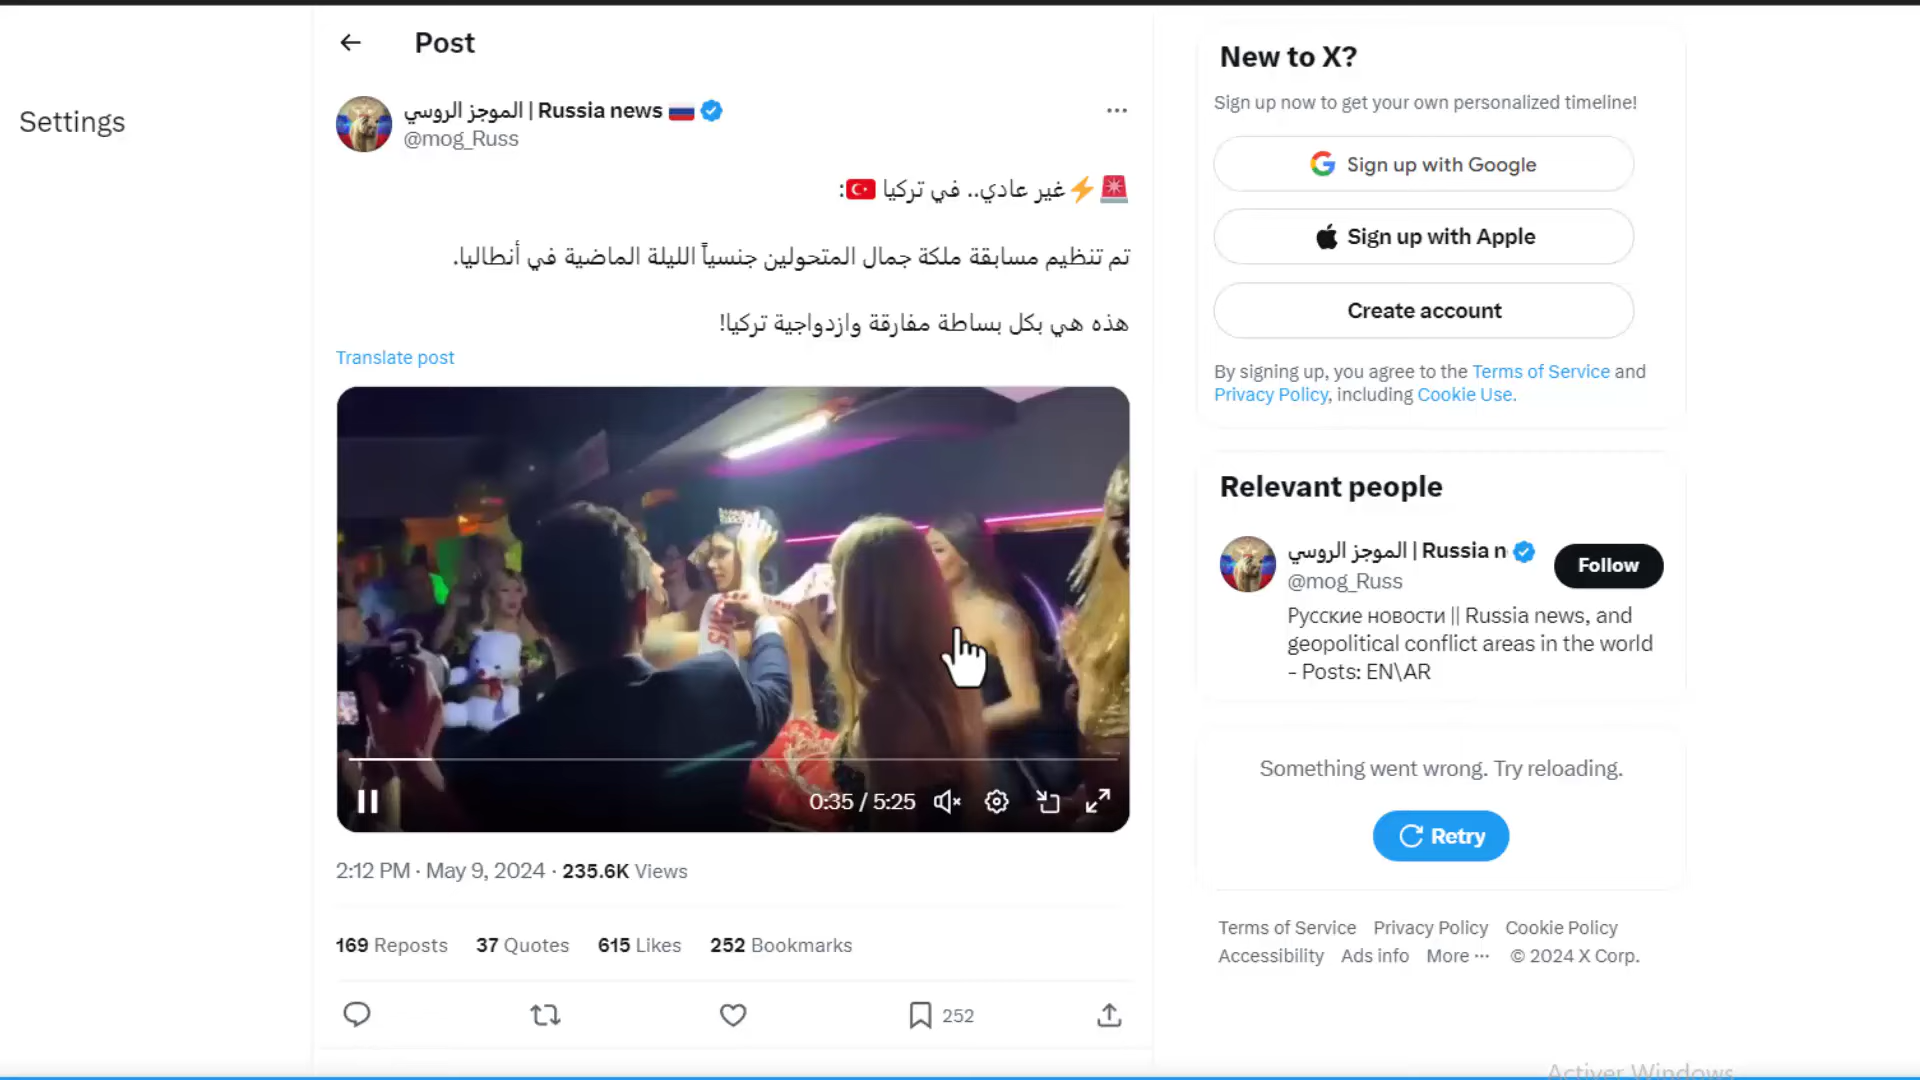 Settings
Post
الموجز الروسي | Russia news
@mog_Russ
غير عادي.. في تركيا:
تم تنظيم مسابقة ملكة جمال المتحولين جنسياً الليلة الماضية في أنطاليا.
هذه هي بكل بساطة مفارقة وازدواجية تركيا!
Translate post
0:35 / 5:25
2:12 PM · May 9, 2024 · 235.6K Views
169 Reposts 37 Quotes 615 Likes 252 Bookmarks
252
New to X?
Sign up now to get your own personalized timeline!
Sign up with Google
Sign up with Apple
Create account
By signing up, you agree to the Terms of Service and
Privacy Policy, including Cookie Use.
Relevant people
الموجز الروسي | Russia n
@mog_Russ
Follow
Русские новости || Russia news, and
geopolitical conflict areas in the world
- Posts: EN\AR
Something went wrong. Try reloading.
Retry
Terms of Service Privacy Policy Cookie Policy
Accessibility Ads info More ··· © 2024 X Corp.
Activer Windows